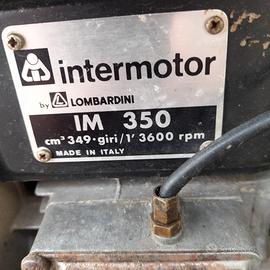 intermotor
by LOMBARDINI
IM 350
cm³ 349·giri/1' 3600 rpm
MADE IN ITALY